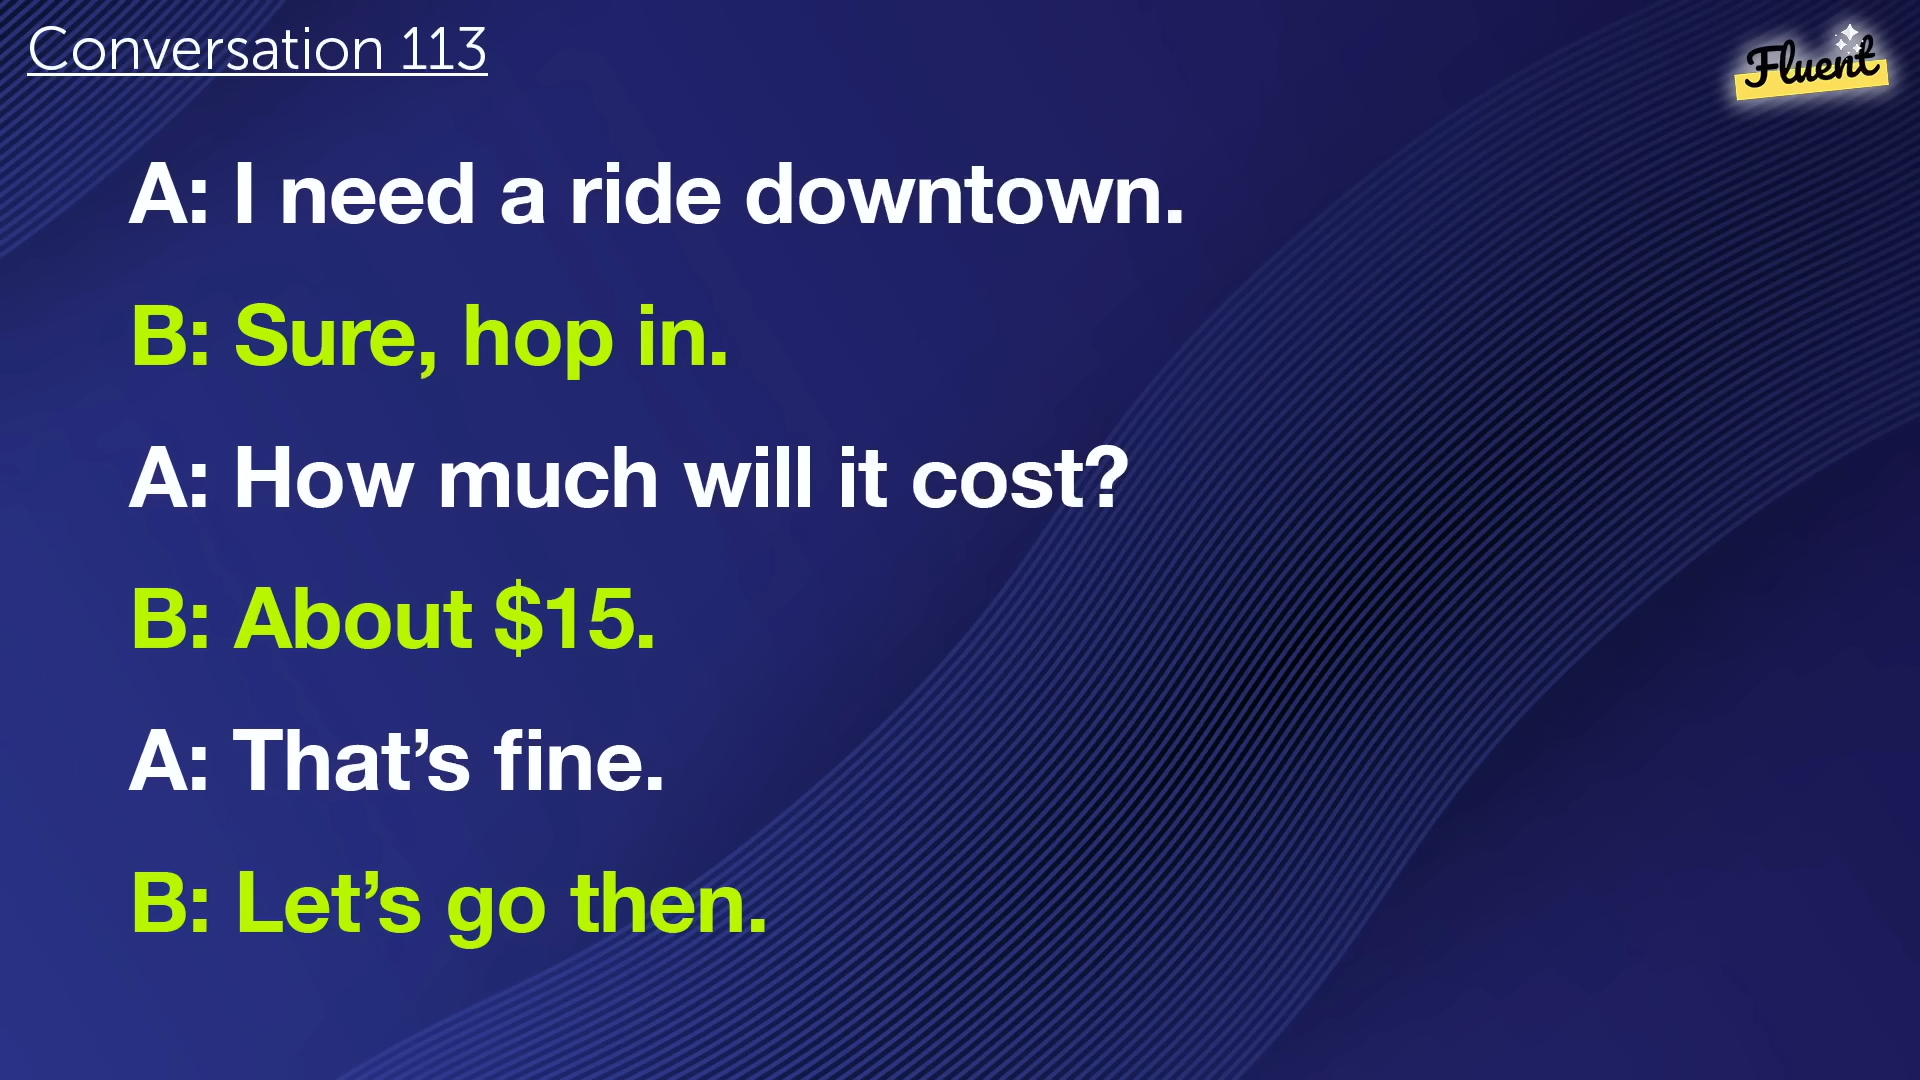 Conversation 113
Fluent
A: I need a ride downtown.
B: Sure, hop in.
A: How much will it cost?
B: About $15.
A: That’s fine.
B: Let’s go then.